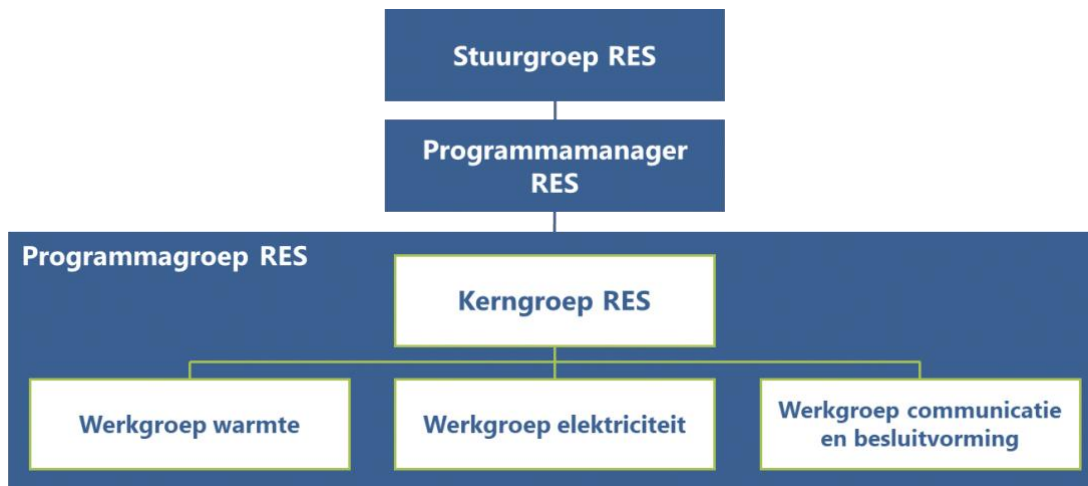 Stuurgroep RES
Programmamanager
RES
Programmagroep RES
Kerngroep RES
Werkgroep warmte
Werkgroep elektriciteit
Werkgroep communicatie
en besluitvorming